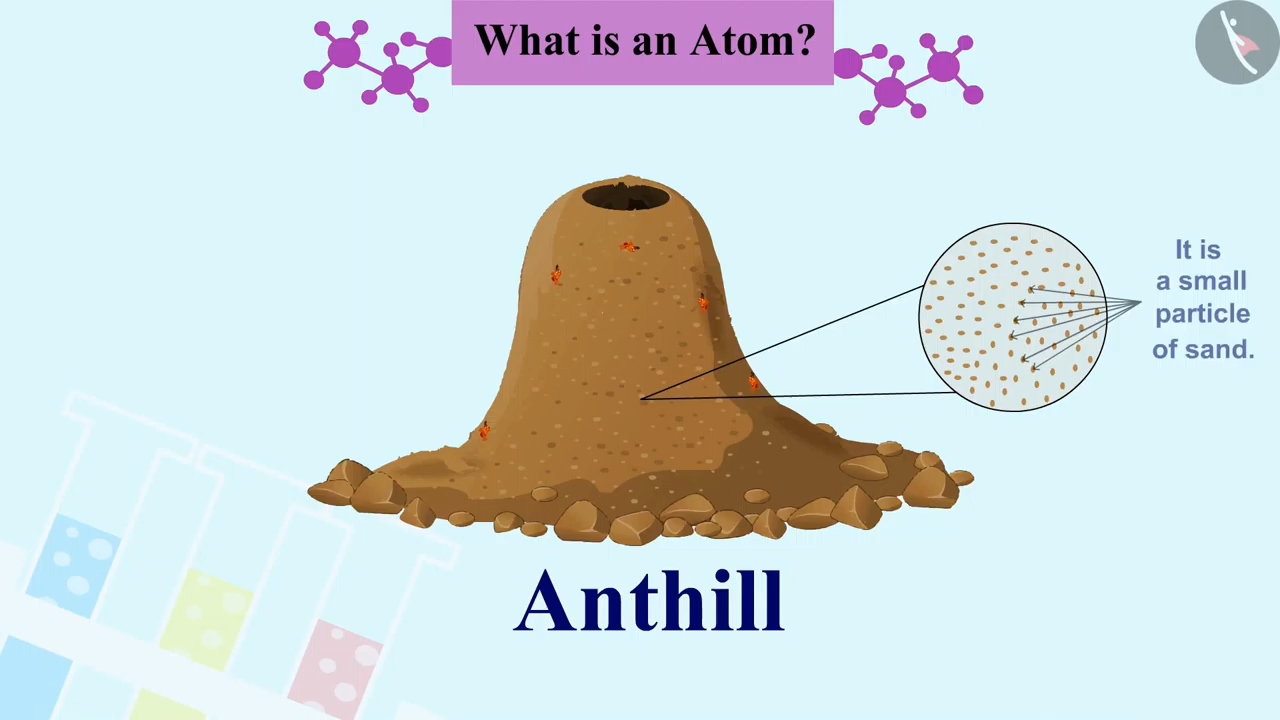 What is an Atom?
It is
a small
particle
of sand.
Anthill